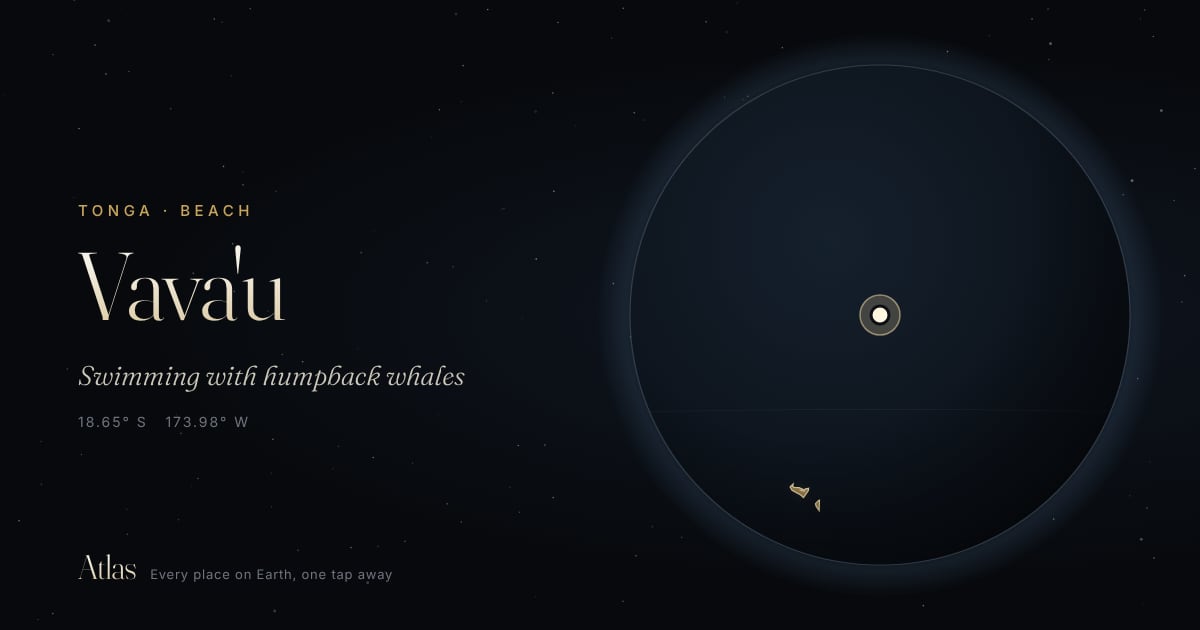 TONGA · BEACH
Vava'u
Swimming with humpback whales
18.65° S 173.98° W
Atlas Every place on Earth, one tap away